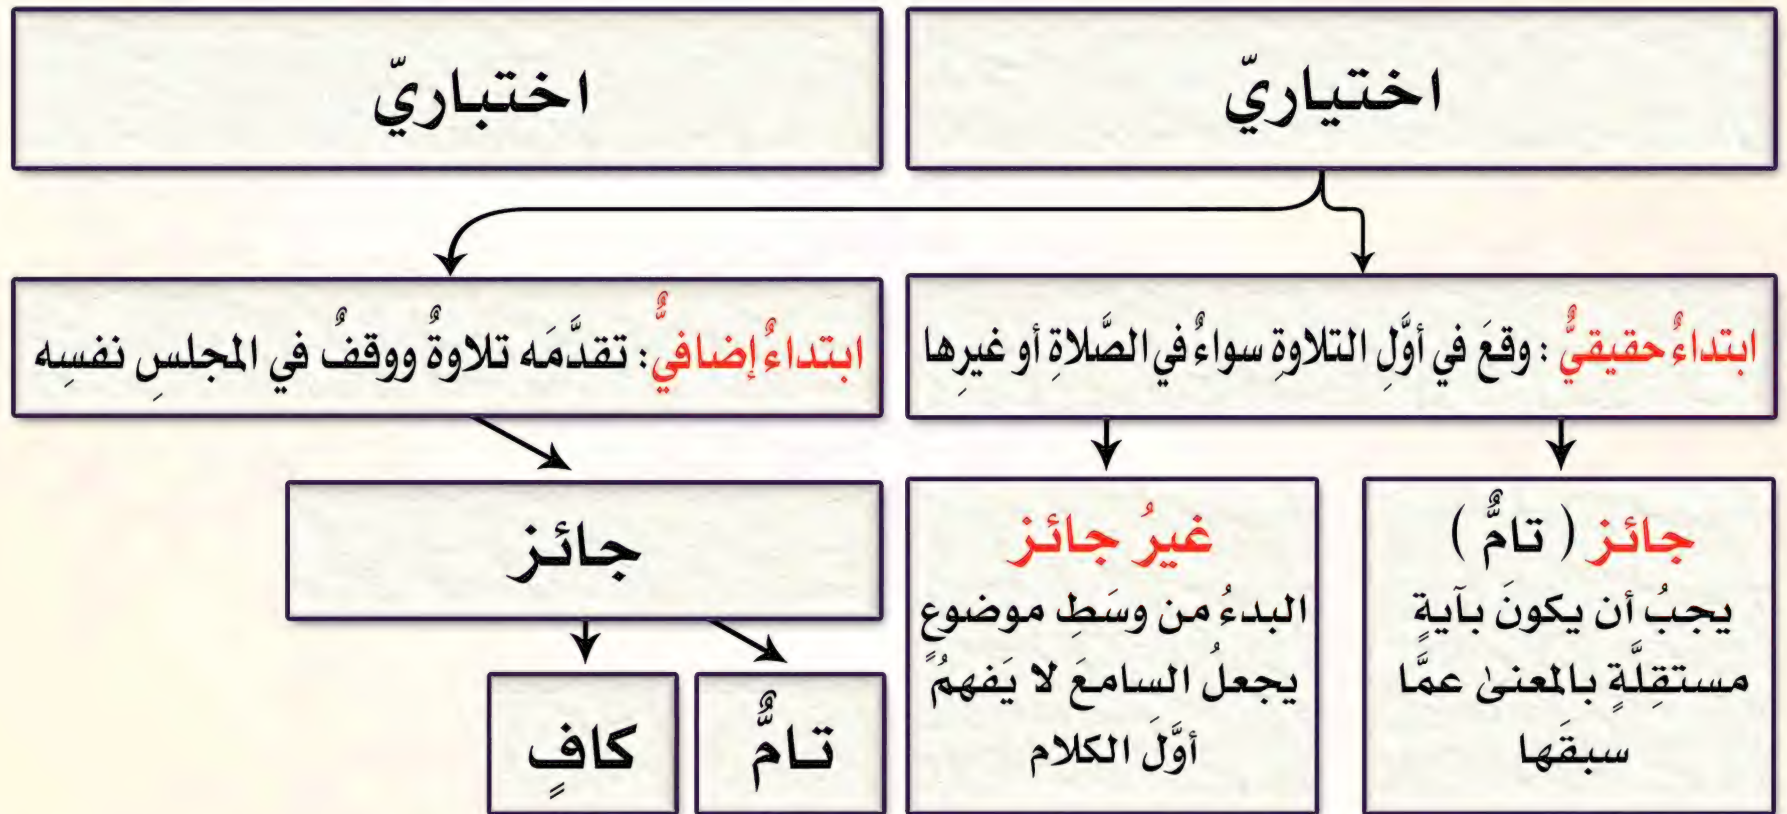 اختياريّ
اختباريّ
ابتداءٌ حقيقيٌّ : وقعَ في أوَّلِ التلاوةِ سواءٌ في الصَّلاةِ أو غيرِها
ابتداءٌ إضافيٌّ: تقدَّمَه تلاوةٌ ووقفٌ في المجلسِ نفسِه
جائز ( تامٌّ )
يجبُ أن يكونَ بآيةٍ
مستقِلَّةٍ بالمعنىٰ عمَّا
سبقَها
غيرُ جائز
البدءُ من وسَطِ موضوعٍ
يجعلُ السامعَ لا يَفهمُ
أوَّلَ الكلام
جائز
تامٌّ
كافٍ